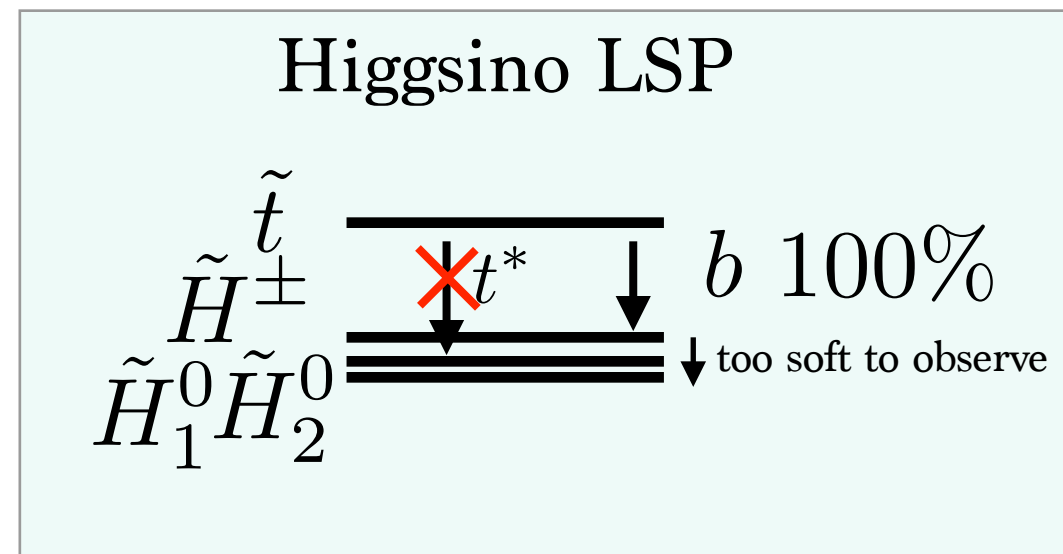 Higgsino LSP
t̃
H̃± t* b 100%
too soft to observe
H̃⁰₁H̃⁰₂